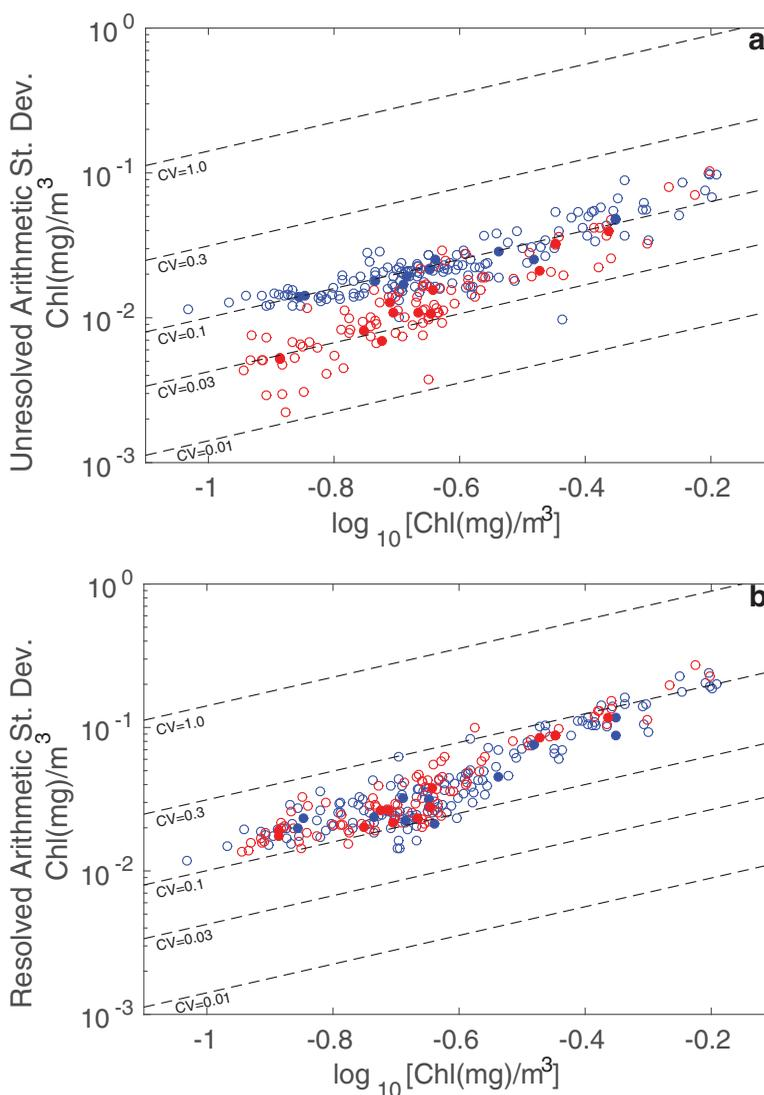 a
Unresolved Arithmetic St. Dev.
Chl(mg)/m3
10 0
10 -1
10 -2
10 -3
CV=1.0
CV=0.3
CV=0.1
CV=0.03
CV=0.01
-1 -0.8 -0.6 -0.4 -0.2
log 10 [Chl(mg)/m3]
b
Resolved Arithmetic St. Dev.
Chl(mg)/m3
10 0
10 -1
10 -2
10 -3
CV=1.0
CV=0.3
CV=0.1
CV=0.03
CV=0.01
-1 -0.8 -0.6 -0.4 -0.2
log 10 [Chl(mg)/m3]